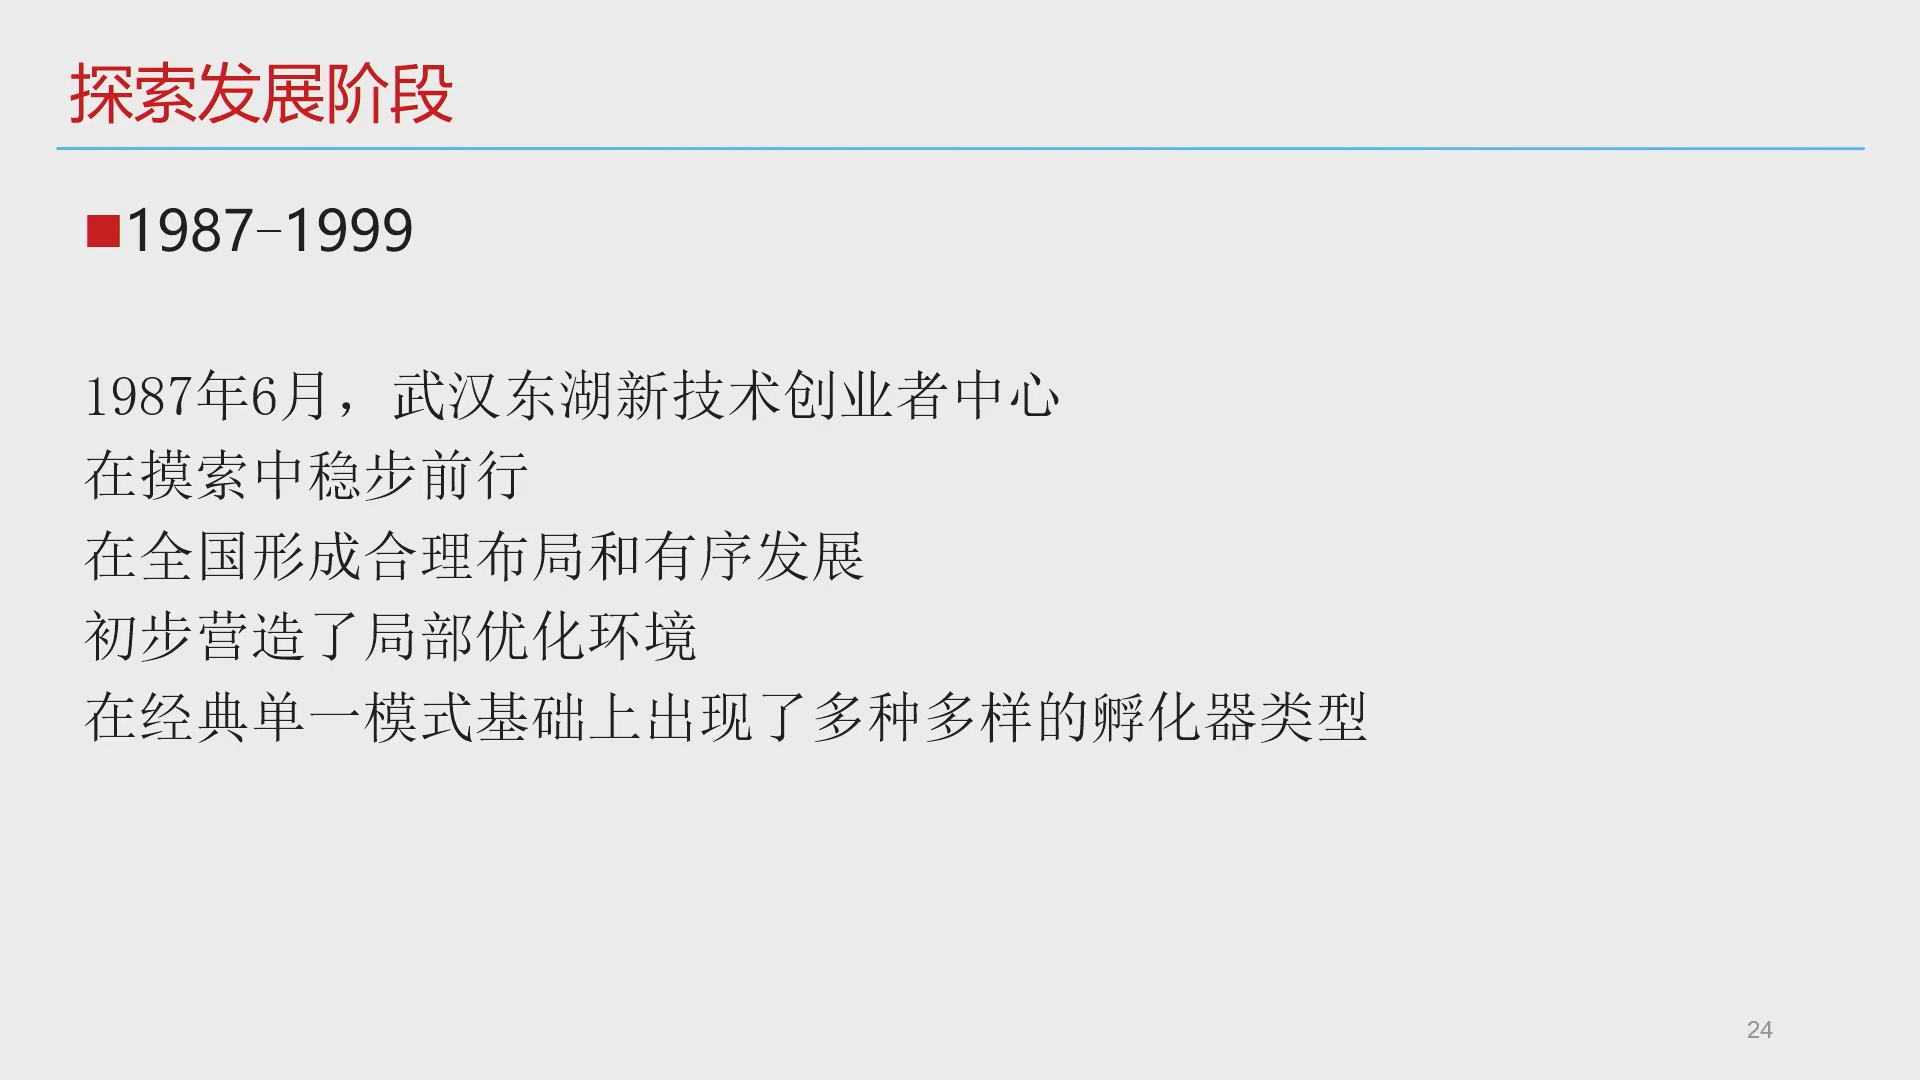 探索发展阶段
■1987-1999
1987年6月，武汉东湖新技术创业者中心
在摸索中稳步前行
在全国形成合理布局和有序发展
初步营造了局部优化环境
在经典单一模式基础上出现了多种多样的孵化器类型
24